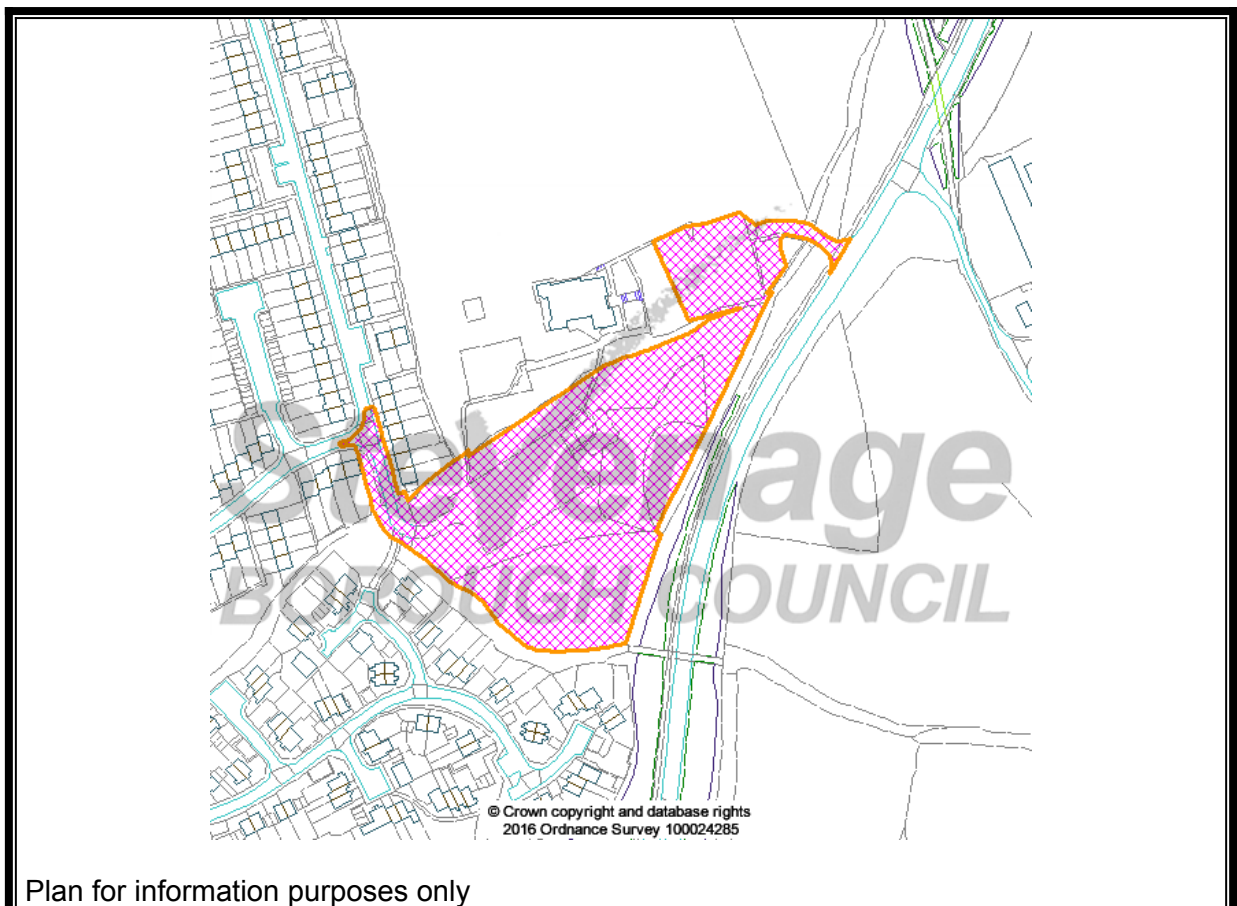 Stevenage
BOROUGH COUNCIL
© Crown copyright and database rights
2016 Ordnance Survey 100024285
Plan for information purposes only